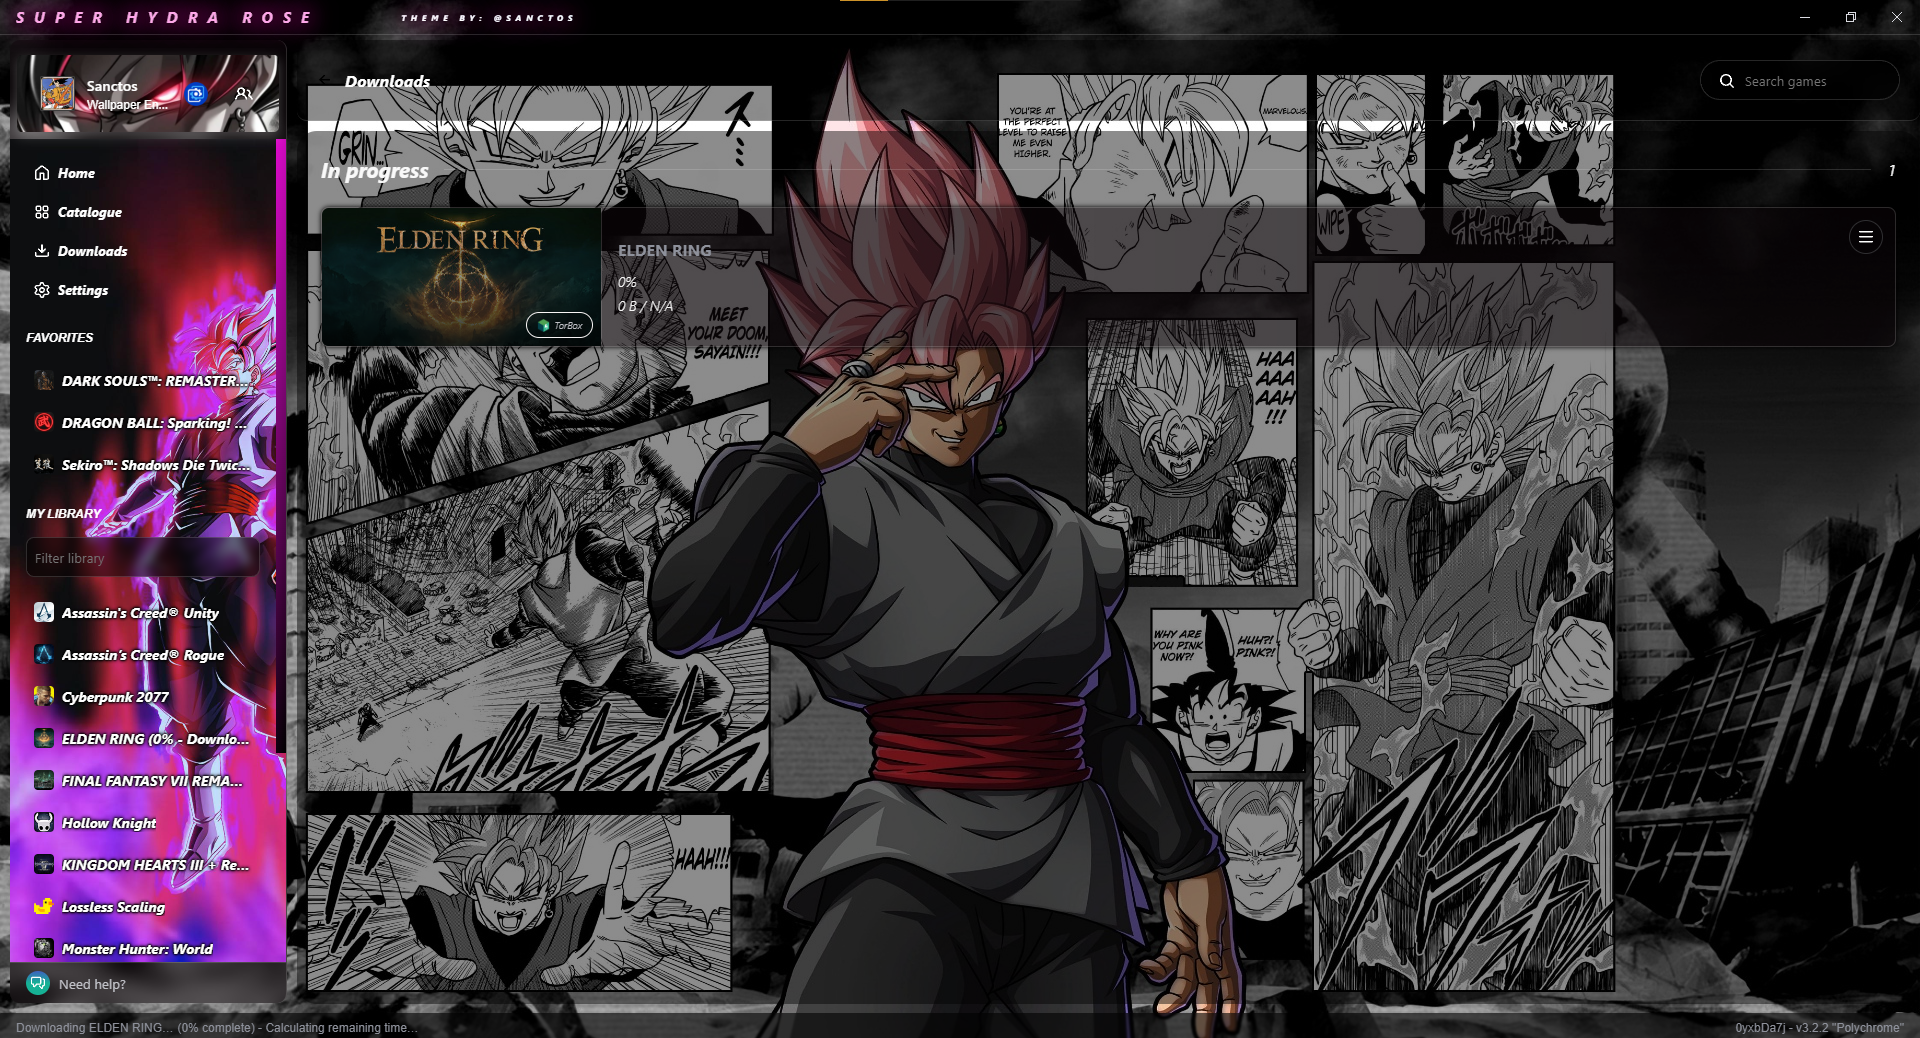 SUPER HYDRA ROSE
THEME BY: @SANCTOS
Sanctos
Wallpaper En...
Home
Catalogue
Downloads
Settings
FAVORITES
DARK SOULS™: REMASTER...
DRAGON BALL: Sparking! ...
Sekiro™: Shadows Die Twic...
MY LIBRARY
Filter library
Assassin's Creed® Unity
Assassin's Creed® Rogue
Cyberpunk 2077
ELDEN RING (0% - Downlo...
FINAL FANTASY VII REMA...
Hollow Knight
KINGDOM HEARTS III + Re...
Lossless Scaling
Monster Hunter: World
Need help?
Downloads
Search games
In progress
1
ELDEN RING
TorBox
ELDEN RING
0%
0 B / N/A
GRIN...
YOU'RE AT
THE PERFECT
LEVEL TO RAISE
ME EVEN
HIGHER.
MARVELOUS.
WIPE
MEET
YOUR DOOM,
SAYAIN!!!
HAA
AAA
AAH
!!!
WHY ARE
YOU PINK
NOW?!
HUH?!
PINK?!
HAAH!!!
Downloading ELDEN RING… (0% complete) - Calculating remaining time…
0yxbDa7j - v3.2.2 "Polychrome"